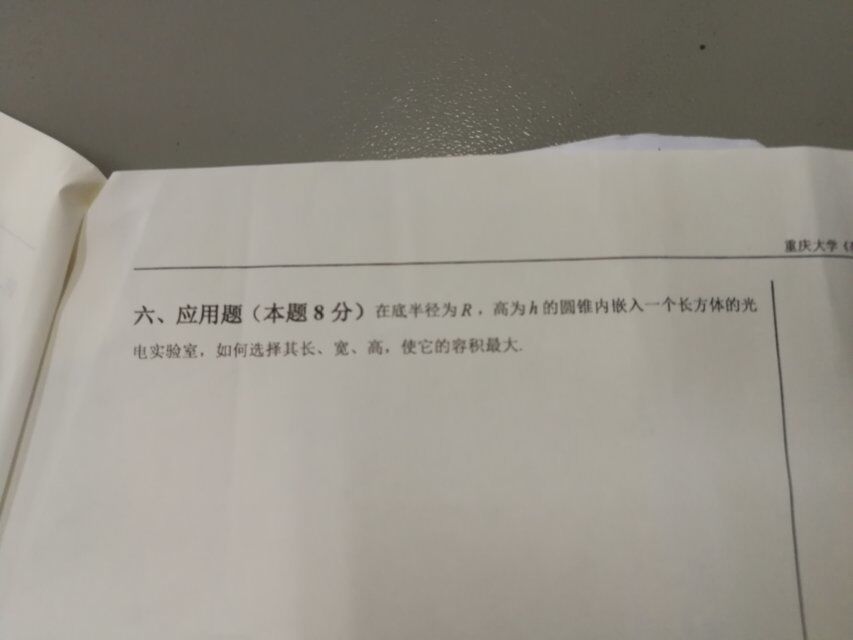 重庆大学《
六、应用题（本题 8 分）在底半径为 R，高为 h 的圆锥内嵌入一个长方体的光
电实验室，如何选择其长、宽、高，使它的容积最大.